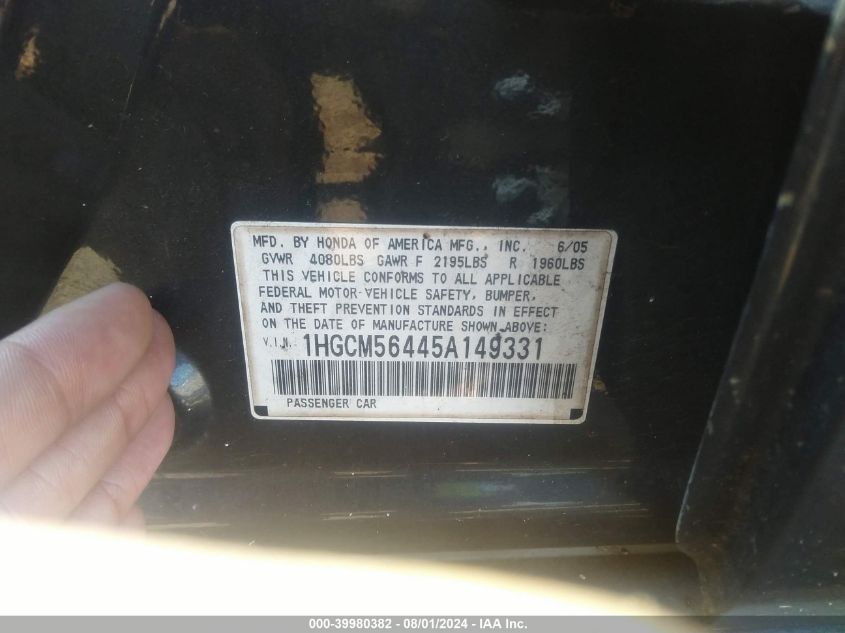 MFD. BY HONDA OF AMERICA MFG., INC. 6/05
GVWR 4080LBS GAWR F 2195LBS R 1960LBS
THIS VEHICLE CONFORMS TO ALL APPLICABLE
FEDERAL MOTOR-VEHICLE SAFETY, BUMPER,
AND THEFT PREVENTION STANDARDS IN EFFECT
ON THE DATE OF MANUFACTURE SHOWN ABOVE:
V.I.N.: 1HGCM56445A149331
PASSENGER CAR
000-39980382 - 08/01/2024 - IAA Inc.